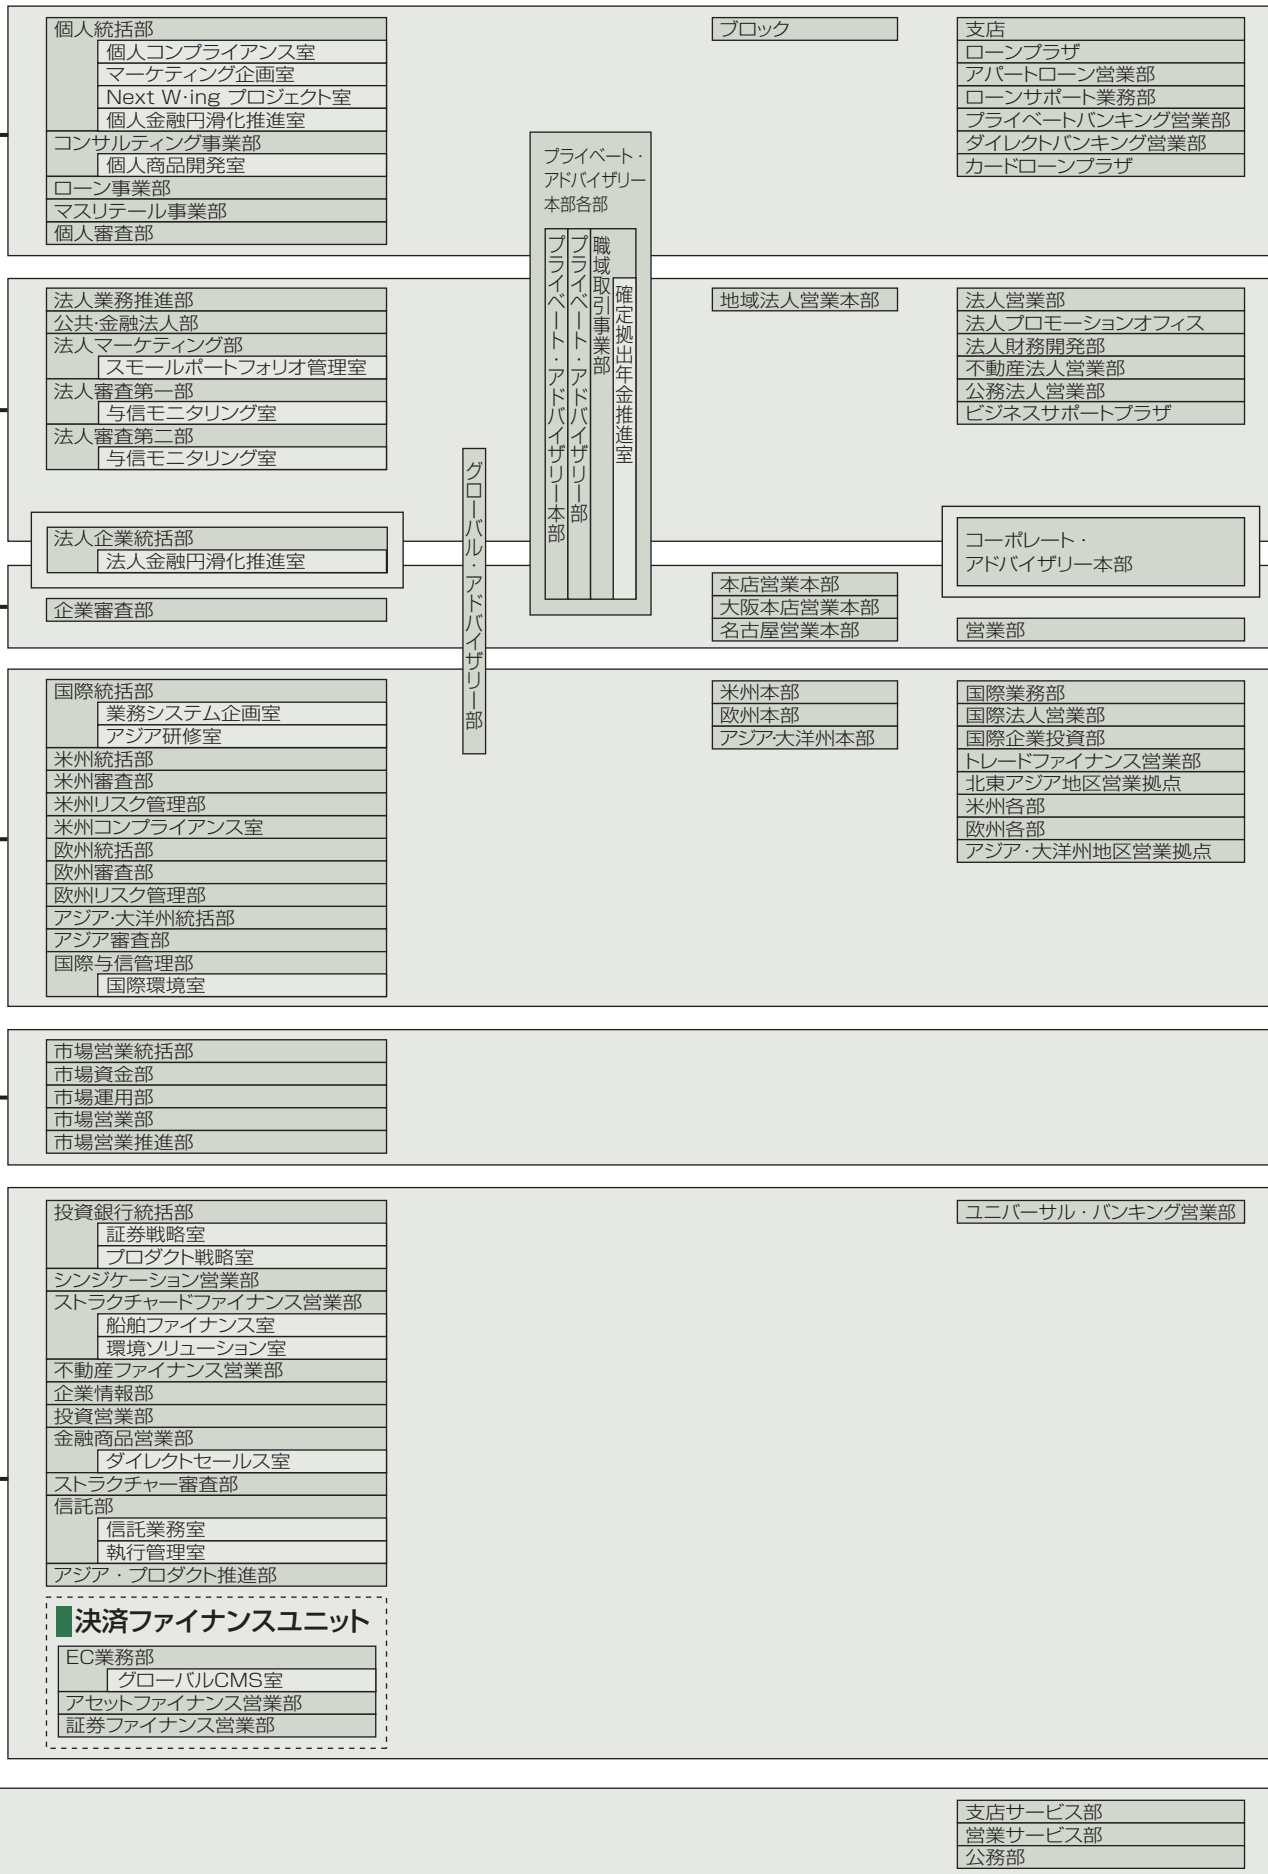 個人統括部
個人コンプライアンス室
マーケティング企画室
Next W·ing プロジェクト室
個人金融円滑化推進室
コンサルティング事業部
個人商品開発室
ローン事業部
マスリテール事業部
個人審査部
ブロック
支店
ローンプラザ
アパートローン営業部
ローンサポート業務部
プライベートバンキング営業部
ダイレクトバンキング営業部
カードローンプラザ
プライベート・
アドバイザリー
本部各部
プライベート・アドバイザリー本部
プライベート・アドバイザリー部
職域取引事業部
確定拠出年金推進室
法人業務推進部
公共・金融法人部
法人マーケティング部
スモールポートフォリオ管理室
法人審査第一部
与信モニタリング室
法人審査第二部
与信モニタリング室
地域法人営業本部
法人営業部
法人プロモーションオフィス
法人財務開発部
不動産法人営業部
公務法人営業部
ビジネスサポートプラザ
グローバル・アドバイザリー部
法人企業統括部
法人金融円滑化推進室
コーポレート・
アドバイザリー本部
企業審査部
本店営業本部
大阪本店営業本部
名古屋営業本部
営業部
国際統括部
業務システム企画室
アジア研修室
米州統括部
米州審査部
米州リスク管理部
米州コンプライアンス室
欧州統括部
欧州審査部
欧州リスク管理部
アジア・大洋州統括部
アジア審査部
国際与信管理部
国際環境室
米州本部
欧州本部
アジア・大洋州本部
国際業務部
国際法人営業部
国際企業投資部
トレードファイナンス営業部
北東アジア地区営業拠点
米州各部
欧州各部
アジア・大洋州地区営業拠点
市場営業統括部
市場資金部
市場運用部
市場営業部
市場営業推進部
投資銀行統括部
証券戦略室
プロダクト戦略室
シンジケーション営業部
ストラクチャードファイナンス営業部
船舶ファイナンス室
環境ソリューション室
不動産ファイナンス営業部
企業情報部
投資営業部
金融商品営業部
ダイレクトセールス室
ストラクチャー審査部
信託部
信託業務室
執行管理室
アジア・プロダクト推進部
ユニバーサル・バンキング営業部
決済ファイナンスユニット
EC業務部
グローバルCMS室
アセットファイナンス営業部
証券ファイナンス営業部
支店サービス部
営業サービス部
公務部